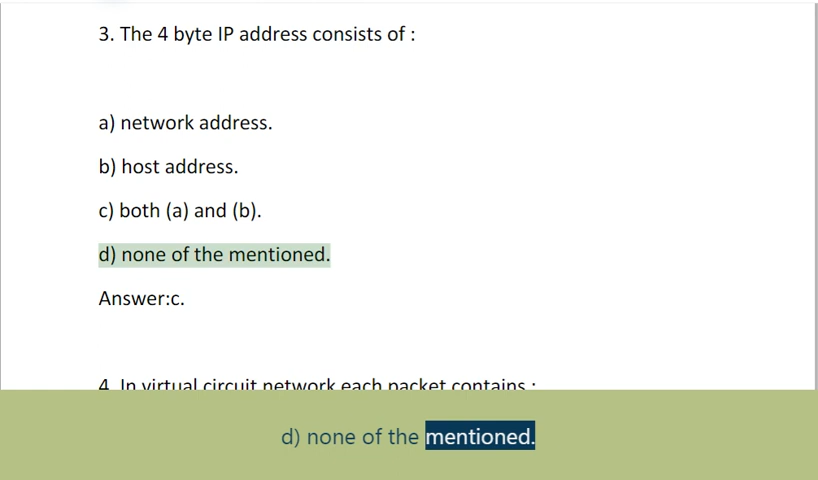 3. The 4 byte IP address consists of :
a) network address.
b) host address.
c) both (a) and (b).
d) none of the mentioned.
Answer:c.
4. In virtual circuit network each packet contains :
d) none of the mentioned.